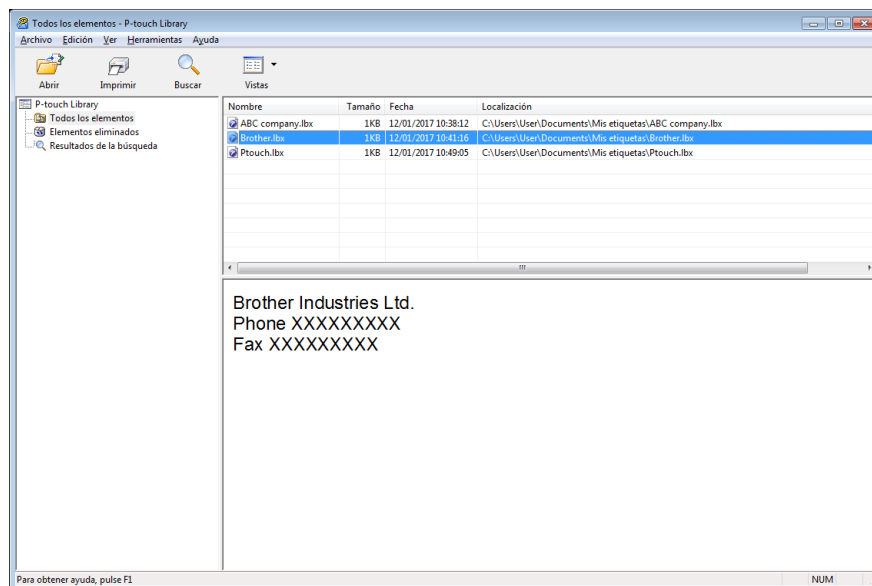 Todos los elementos - P-touch Library
Archivo Edición Ver Herramientas Ayuda
Abrir Imprimir Buscar Vistas
P-touch Library
Todos los elementos
Elementos eliminados
Resultados de la búsqueda
Nombre Tamaño Fecha Localización
ABC company.lbx 1KB 12/01/2017 10:38:12 C:\Users\User\Documents\Mis etiquetas\ABC company.lbx
Brother.lbx 1KB 12/01/2017 10:41:16 C:\Users\User\Documents\Mis etiquetas\Brother.lbx
Ptouch.lbx 1KB 12/01/2017 10:49:05 C:\Users\User\Documents\Mis etiquetas\Ptouch.lbx
Brother Industries Ltd.
Phone XXXXXXXXX
Fax XXXXXXXXX
Para obtener ayuda, pulse F1 NUM